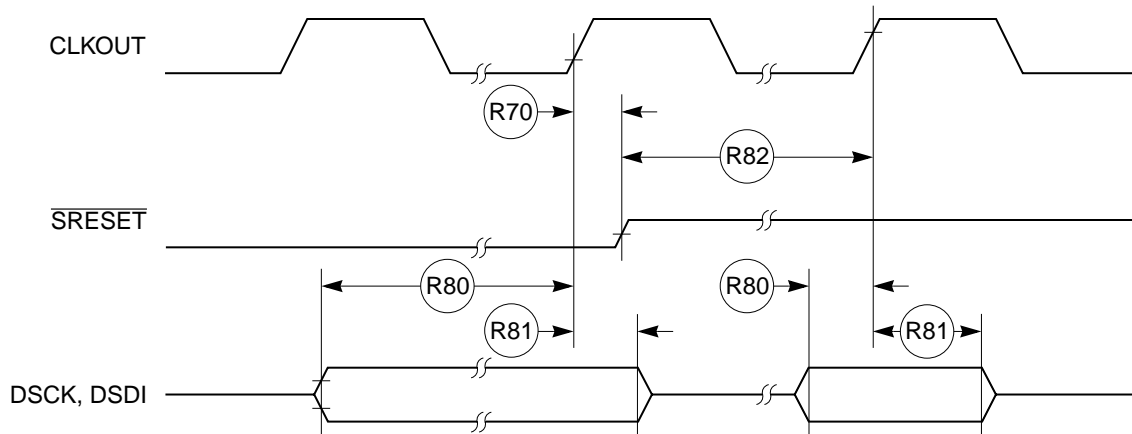 CLKOUT
R70
R82
SRESET
R80
R80
R81
R81
DSCK, DSDI